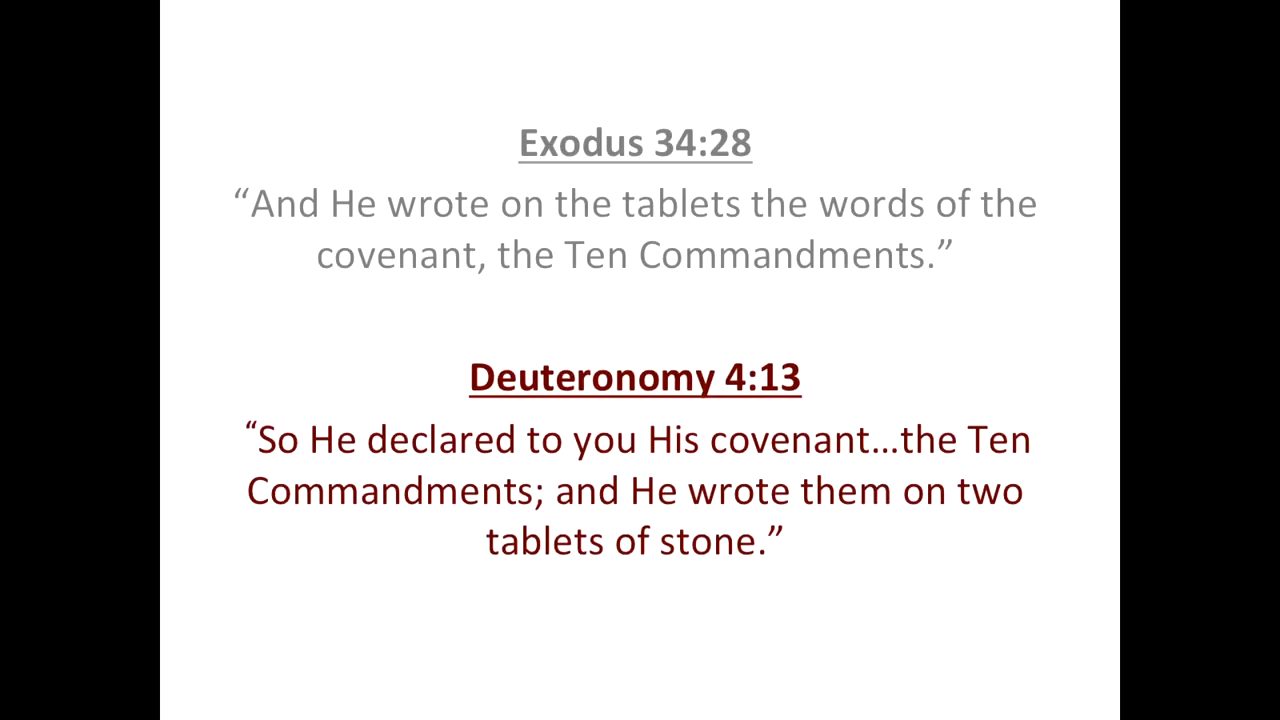 Exodus 34:28
“And He wrote on the tablets the words of the
covenant, the Ten Commandments.”
Deuteronomy 4:13
“So He declared to you His covenant…the Ten
Commandments; and He wrote them on two
tablets of stone.”